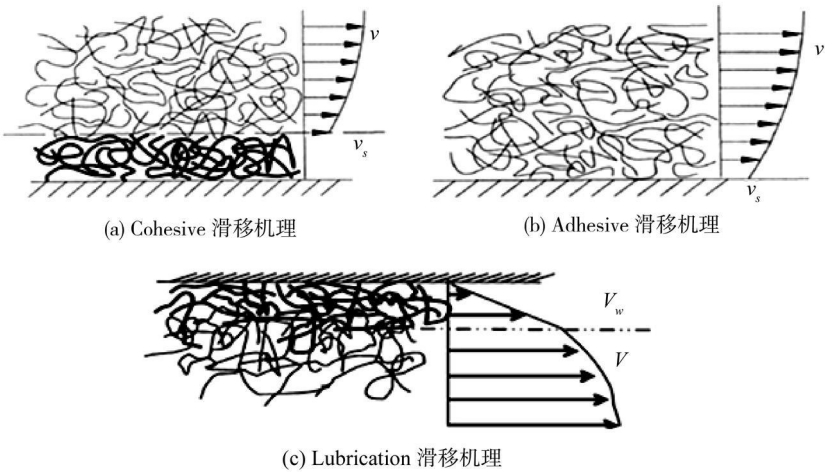 v
v
v_s
v_s
(a) Cohesive 滑移机理
(b) Adhesive 滑移机理
V_w
V
(c) Lubrication 滑移机理